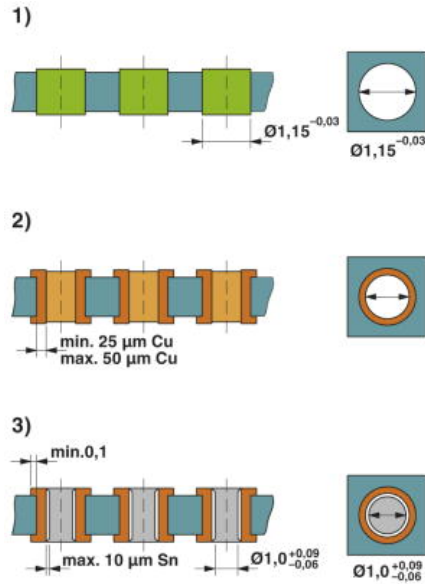 1)
Ø1,15 -0,03
Ø1,15 -0,03
2)
min. 25 µm Cu
max. 50 µm Cu
3)
min.0,1
max. 10 µm Sn
Ø1,0 +0,09 -0,06
Ø1,0 +0,09 -0,06